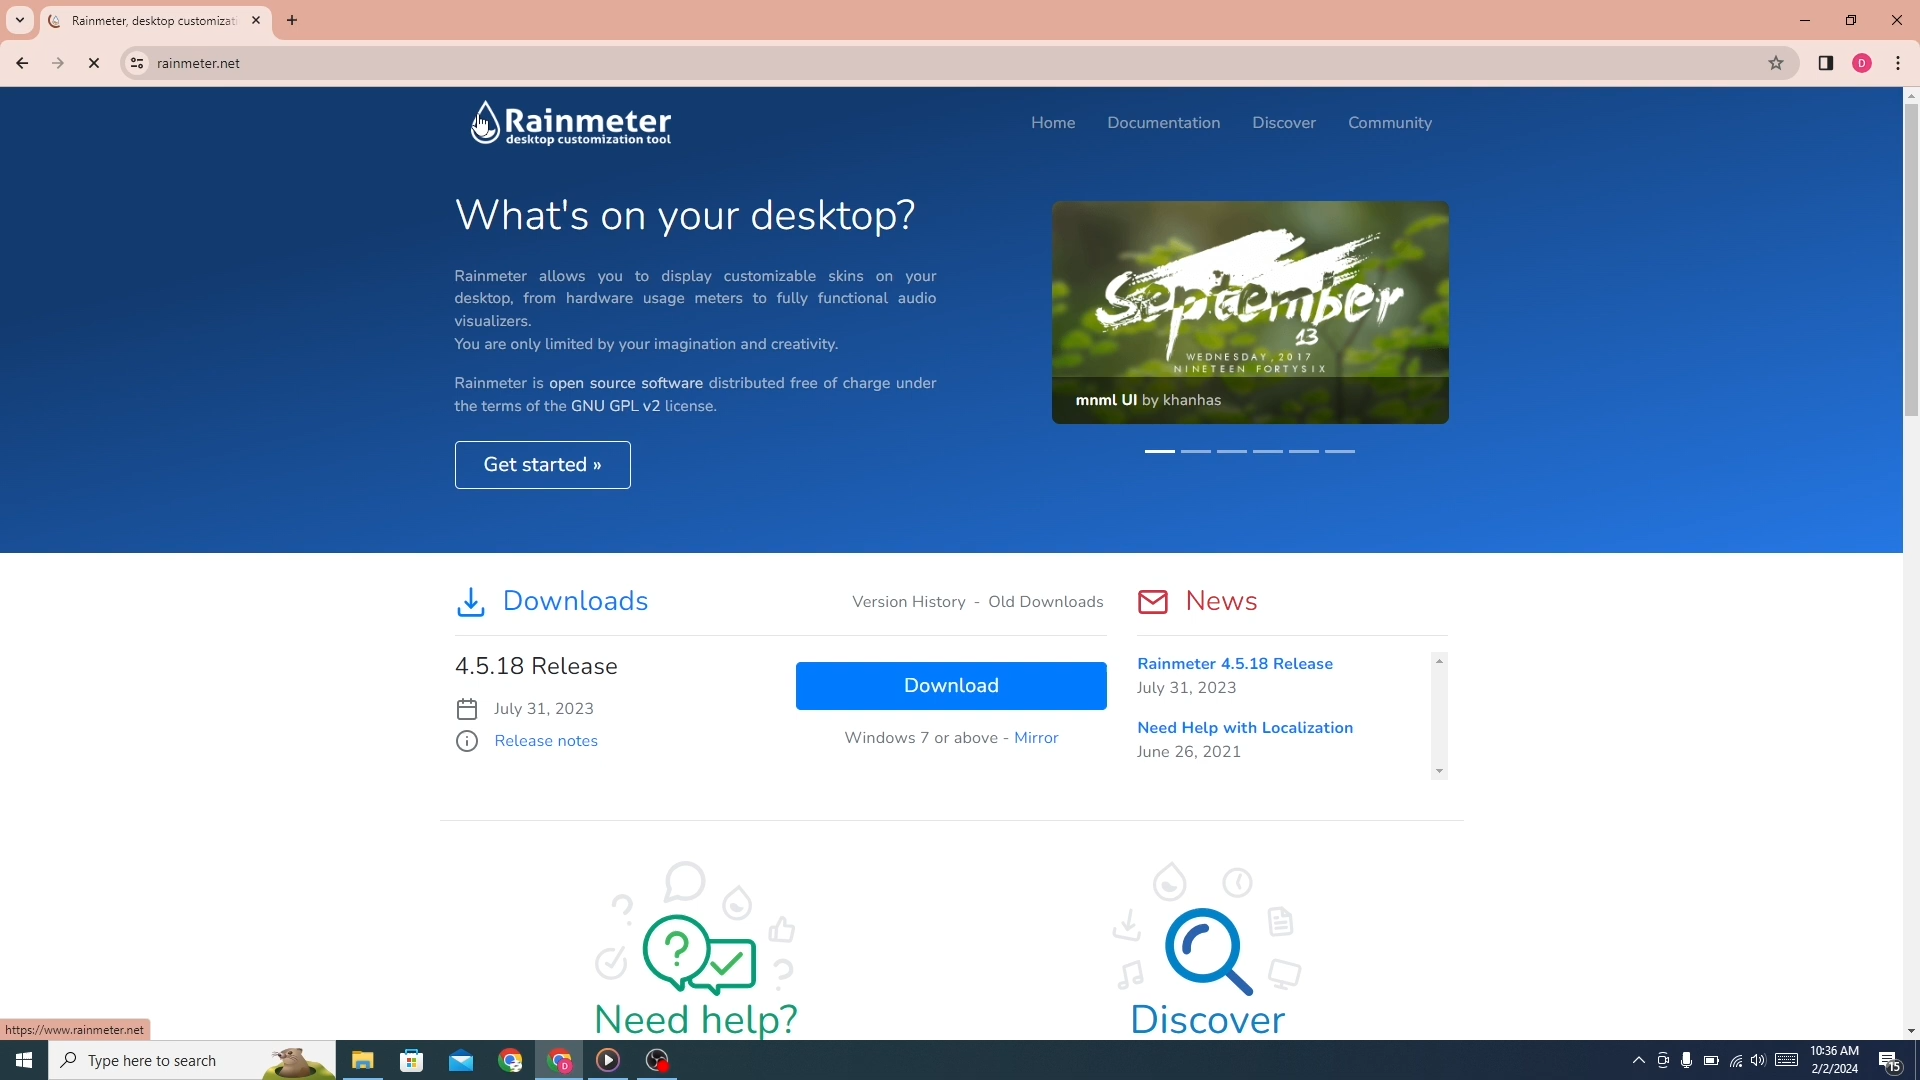 Rainmeter, desktop customizati
rainmeter.net
D
Rainmeter
desktop customization tool
Home
Documentation
Discover
Community
What's on your desktop?
Rainmeter allows you to display customizable skins on your
desktop, from hardware usage meters to fully functional audio
visualizers.
You are only limited by your imagination and creativity.
Rainmeter is open source software distributed free of charge under
the terms of the GNU GPL v2 license.
Get started »
September
13
WEDNESDAY, 2017
NINETEEN FORTYSIX
mnml UI by khanhas
Downloads
Version History - Old Downloads
News
4.5.18 Release
July 31, 2023
Release notes
Download
Windows 7 or above - Mirror
Rainmeter 4.5.18 Release
July 31, 2023
Need Help with Localization
June 26, 2021
Need help?
Discover
https://www.rainmeter.net
Type here to search
D
10:36 AM
2/2/2024
15